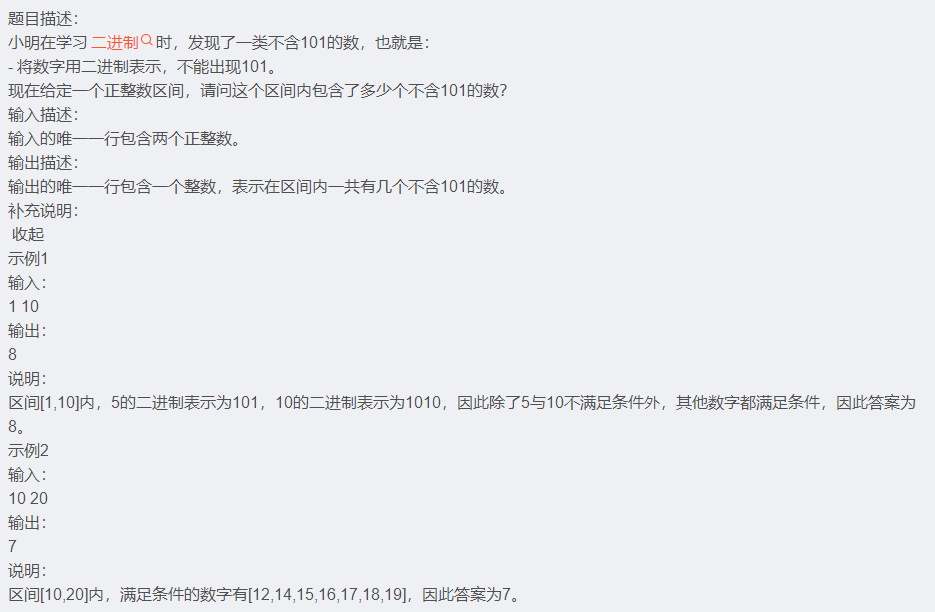 题目描述：
小明在学习 二进制 时，发现了一类不含101的数，也就是：
- 将数字用二进制表示，不能出现101。
现在给定一个正整数区间，请问这个区间内包含了多少个不含101的数？
输入描述：
输入的唯一一行包含两个正整数。
输出描述：
输出的唯一一行包含一个整数，表示在区间内一共有几个不含101的数。
补充说明：
收起
示例1
输入：
1 10
输出：
8
说明：
区间[1,10]内，5的二进制表示为101，10的二进制表示为1010，因此除了5与10不满足条件外，其他数字都满足条件，因此答案为
8。
示例2
输入：
10 20
输出：
7
说明：
区间[10,20]内，满足条件的数字有[12,14,15,16,17,18,19]，因此答案为7。